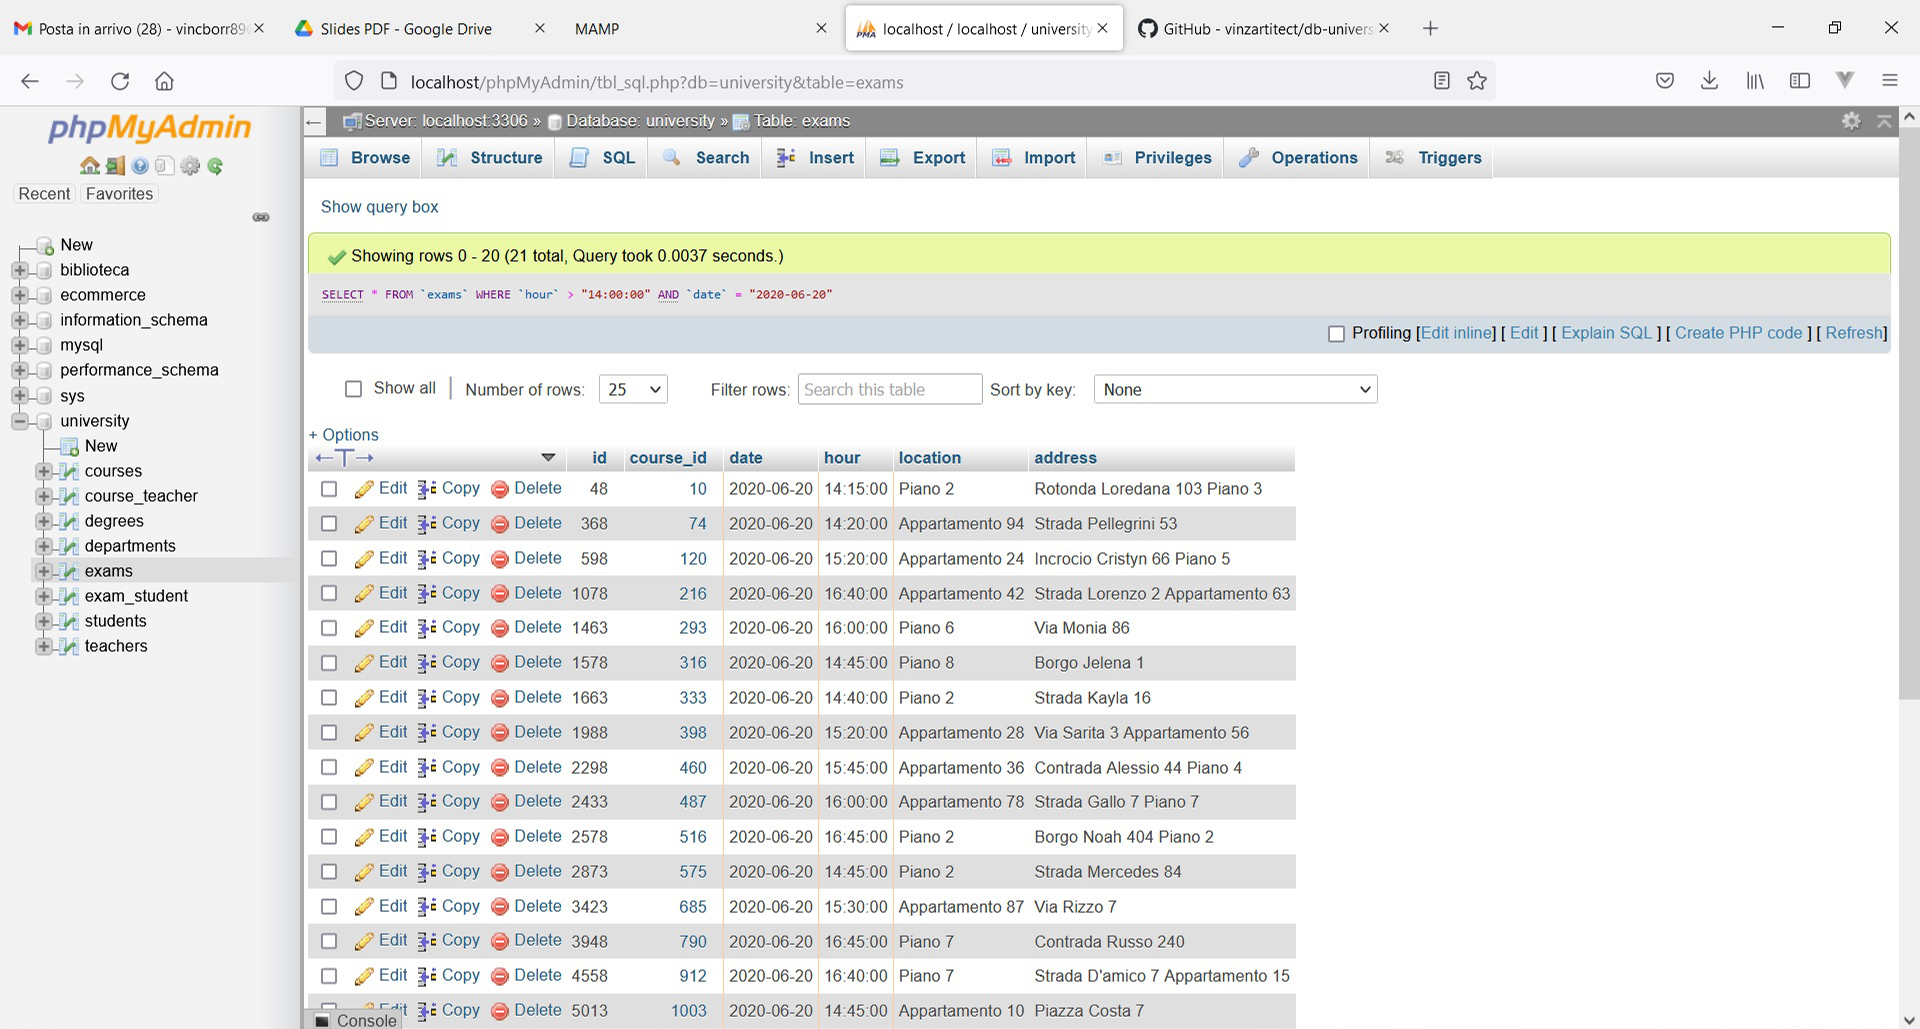 Posta in arrivo (28) - vincborr89
Slides PDF - Google Drive
MAMP
localhost / localhost / university
GitHub - vinzartitect/db-univers
localhost/phpMyAdmin/tbl_sql.php?db=university&table=exams
phpMyAdmin
Recent
Favorites
New
biblioteca
ecommerce
information_schema
mysql
performance_schema
sys
university
New
courses
course_teacher
degrees
departments
exams
exam_student
students
teachers
Server: localhost:3306 » Database: university » Table: exams
Browse Structure SQL Search Insert Export Import Privileges Operations Triggers
Show query box
Showing rows 0 - 20 (21 total, Query took 0.0037 seconds.)
SELECT * FROM `exams` WHERE `hour` > "14:00:00" AND `date` = "2020-06-20"
Profiling [Edit inline] [ Edit ] [ Explain SQL ] [ Create PHP code ] [ Refresh]
Show all | Number of rows: 25 Filter rows: Search this table Sort by key: None
+ Options
id course_id date hour location address
Edit Copy Delete 48 10 2020-06-20 14:15:00 Piano 2 Rotonda Loredana 103 Piano 3
Edit Copy Delete 368 74 2020-06-20 14:20:00 Appartamento 94 Strada Pellegrini 53
Edit Copy Delete 598 120 2020-06-20 15:20:00 Appartamento 24 Incrocio Cristyn 66 Piano 5
Edit Copy Delete 1078 216 2020-06-20 16:40:00 Appartamento 42 Strada Lorenzo 2 Appartamento 63
Edit Copy Delete 1463 293 2020-06-20 16:00:00 Piano 6 Via Monia 86
Edit Copy Delete 1578 316 2020-06-20 14:45:00 Piano 8 Borgo Jelena 1
Edit Copy Delete 1663 333 2020-06-20 14:40:00 Piano 2 Strada Kayla 16
Edit Copy Delete 1988 398 2020-06-20 15:20:00 Appartamento 28 Via Sarita 3 Appartamento 56
Edit Copy Delete 2298 460 2020-06-20 15:45:00 Appartamento 36 Contrada Alessio 44 Piano 4
Edit Copy Delete 2433 487 2020-06-20 16:00:00 Appartamento 78 Strada Gallo 7 Piano 7
Edit Copy Delete 2578 516 2020-06-20 16:45:00 Piano 2 Borgo Noah 404 Piano 2
Edit Copy Delete 2873 575 2020-06-20 14:45:00 Piano 2 Strada Mercedes 84
Edit Copy Delete 3423 685 2020-06-20 15:30:00 Appartamento 87 Via Rizzo 7
Edit Copy Delete 3948 790 2020-06-20 16:45:00 Piano 7 Contrada Russo 240
Edit Copy Delete 4558 912 2020-06-20 16:40:00 Piano 7 Strada D'amico 7 Appartamento 15
Edit Copy Delete 5013 1003 2020-06-20 14:45:00 Appartamento 10 Piazza Costa 7
Console